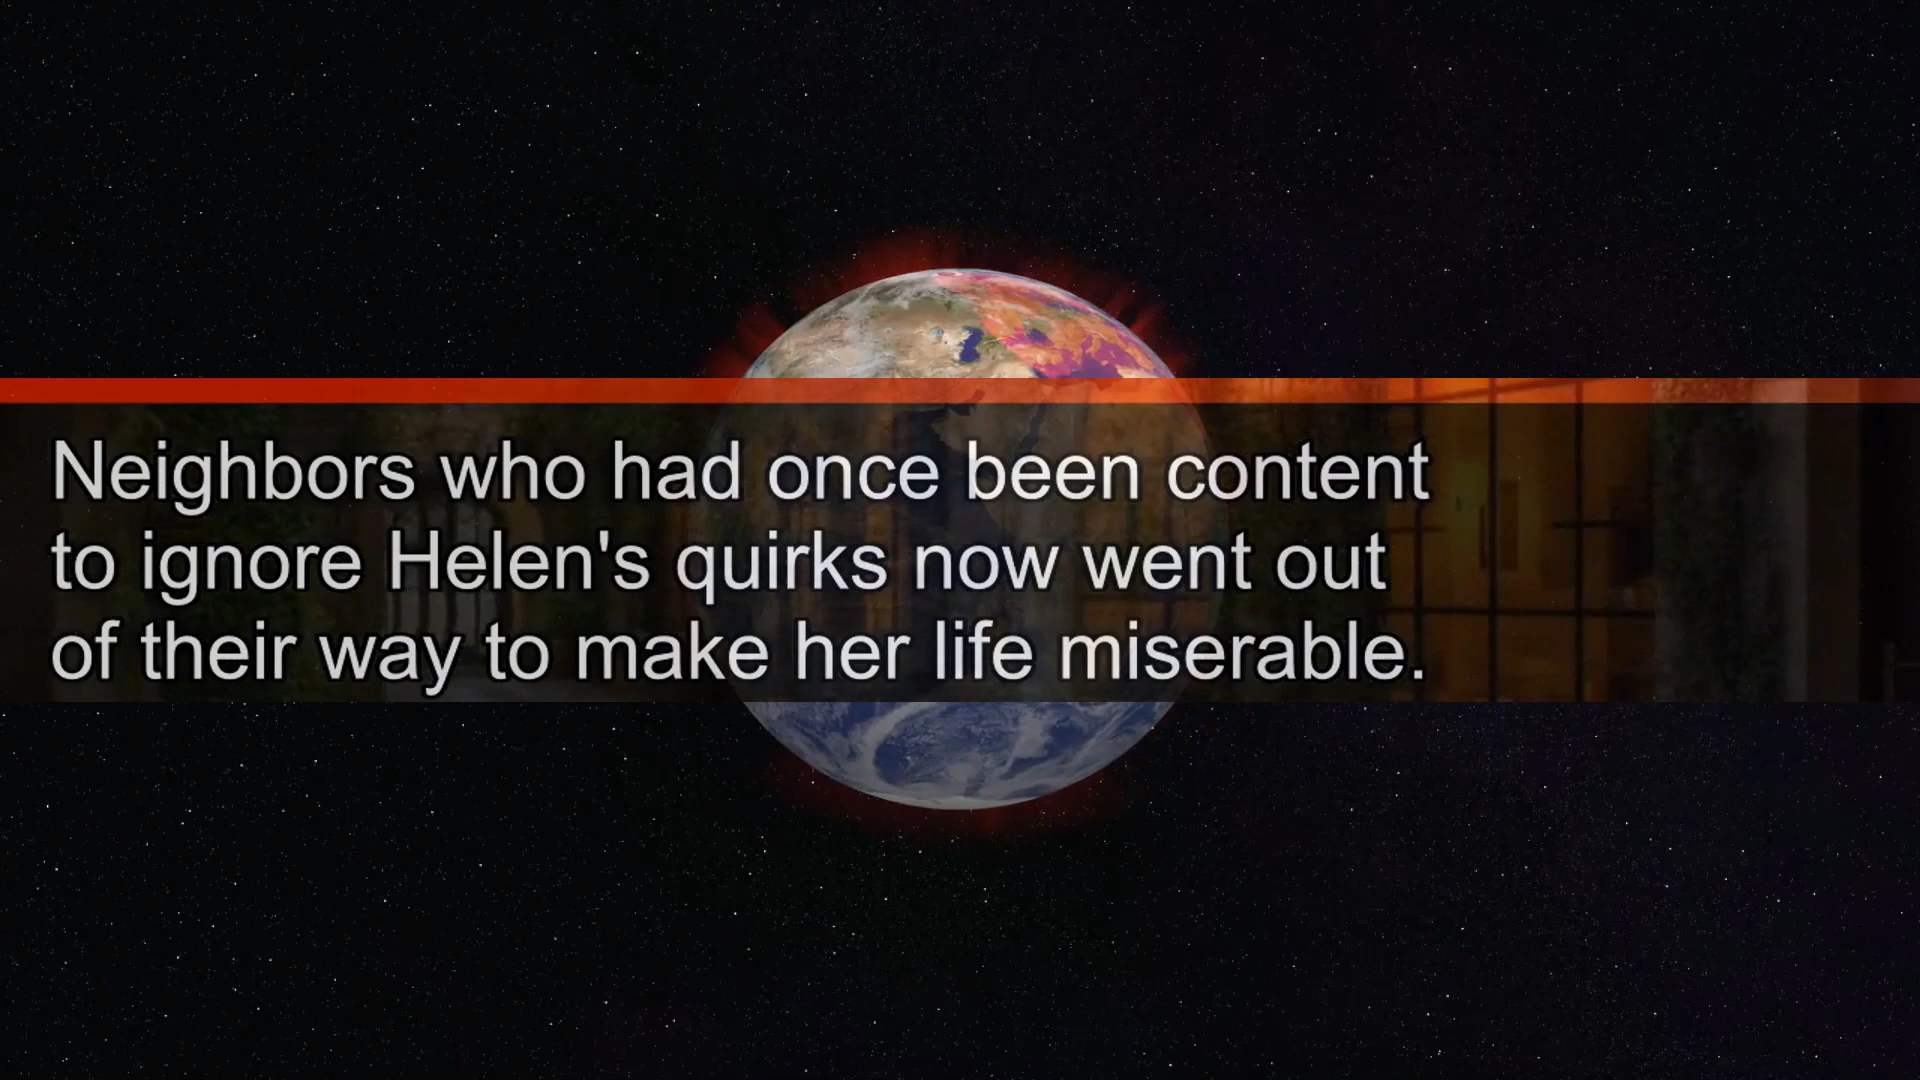 Neighbors who had once been content
to ignore Helen's quirks now went out
of their way to make her life miserable.